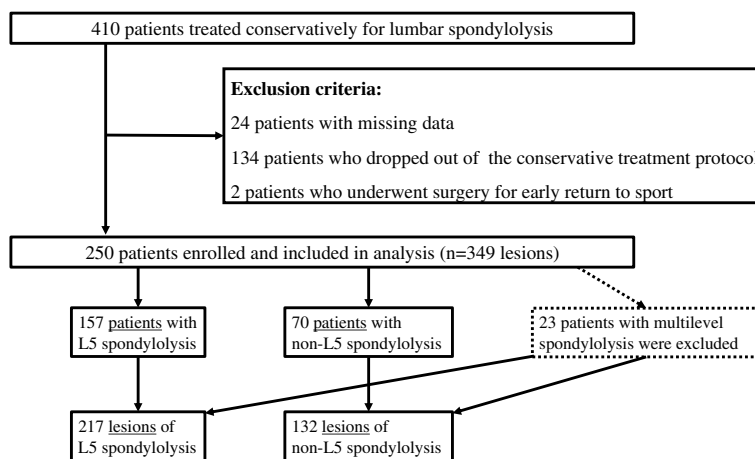 410 patients treated conservatively for lumbar spondylolysis
Exclusion criteria:
24 patients with missing data
134 patients who dropped out of the conservative treatment protocol
2 patients who underwent surgery for early return to sport
250 patients enrolled and included in analysis (n=349 lesions)
157 patients with
L5 spondylolysis
70 patients with
non-L5 spondylolysis
23 patients with multilevel
spondylolysis were excluded
217 lesions of
L5 spondylolysis
132 lesions of
non-L5 spondylolysis